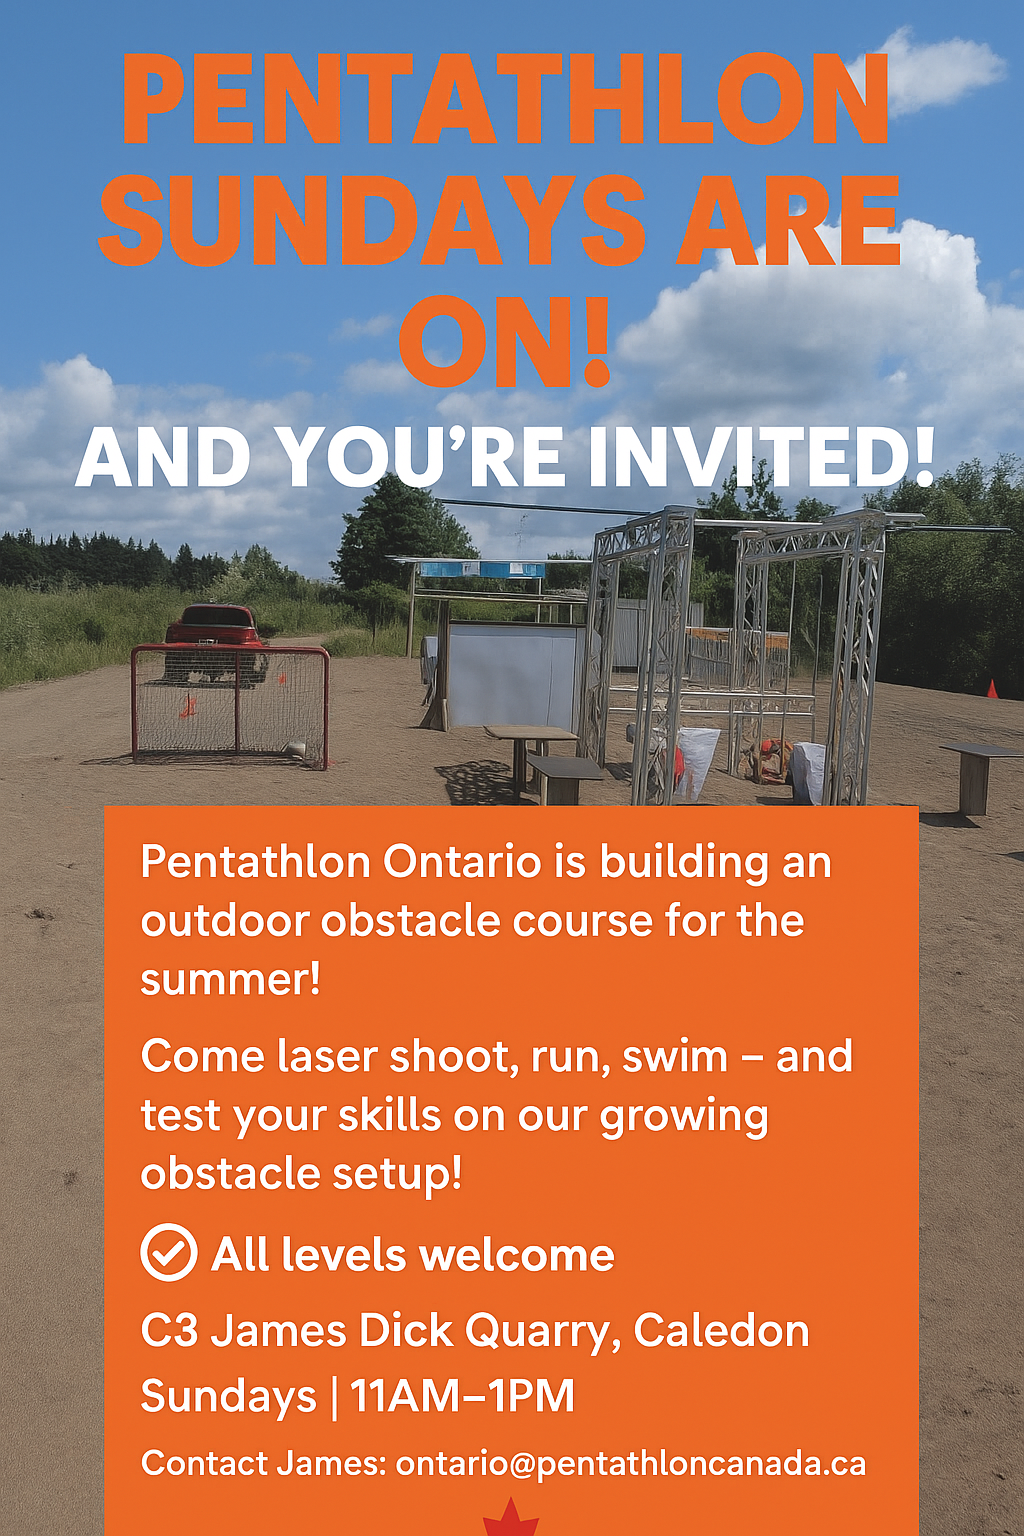 PENTATHLON
SUNDAYS ARE
ON!
AND YOU’RE INVITED!
Pentathlon Ontario is building an
outdoor obstacle course for the
summer!
Come laser shoot, run, swim – and
test your skills on our growing
obstacle setup!
All levels welcome
C3 James Dick Quarry, Caledon
Sundays | 11AM–1PM
Contact James: ontario@pentathloncanada.ca